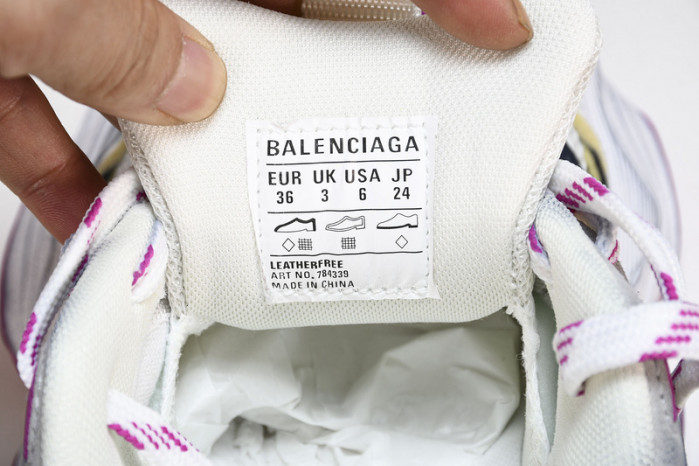 BALENCIAGA
EUR UK USA JP
36 3 6 24
LEATHERFREE
ART NO. 784339
MADE IN CHINA